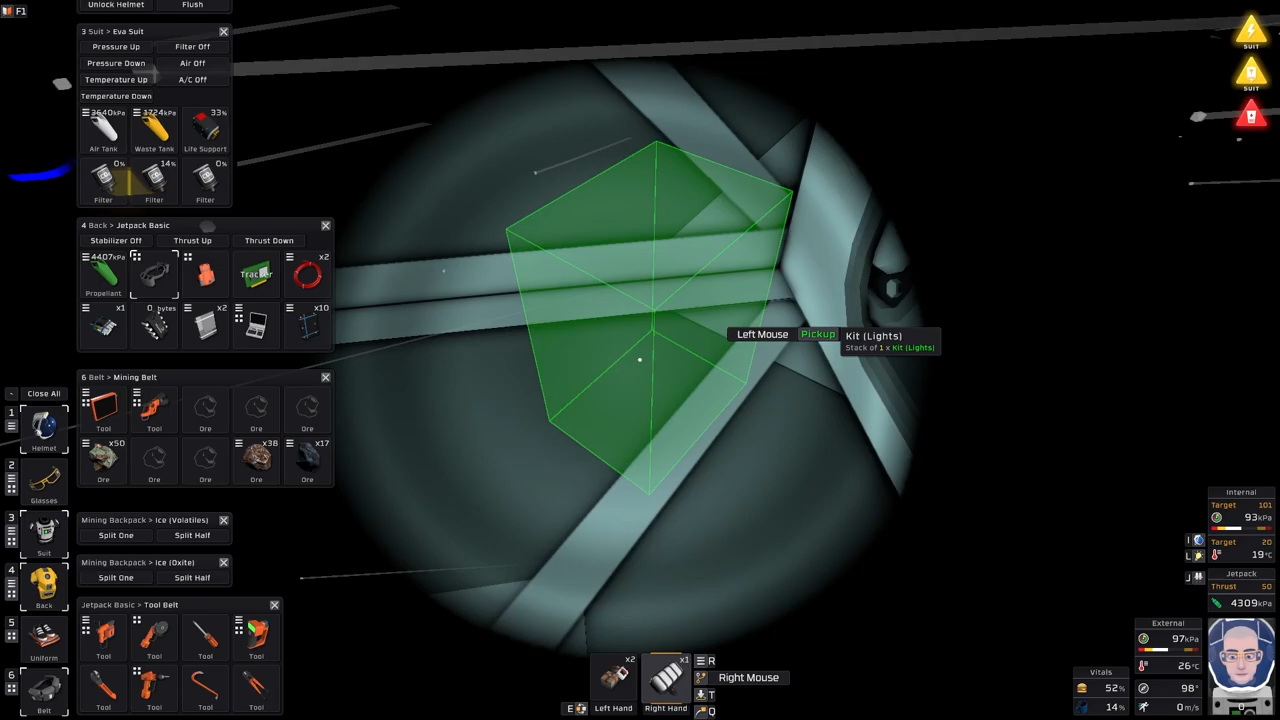 F1
Unlock Helmet Flush
3 Suit > Eva Suit
Pressure Up Filter Off
Pressure Down Air Off
Temperature Up A/C Off
Temperature Down
3640kPa 1724kPa 33%
Air Tank Waste Tank Life Support
0% 14% 0%
Filter Filter Filter
4 Back > Jetpack Basic
Stabilizer Off Thrust Up Thrust Down
4407kPa x2
Tracker
Propellant
x1 0 bytes x2 x10
6 Belt > Mining Belt
Tool Tool Ore Ore Ore
x50 x38 x17
Ore Ore Ore Ore Ore
Mining Backpack > Ice (Volatiles)
Split One Split Half
Mining Backpack > Ice (Oxite)
Split One Split Half
Jetpack Basic > Tool Belt
Tool Tool Tool Tool
Tool Tool Tool Tool
- Close All
1 Helmet
2 Glasses
3 Suit
4 Back
5 Uniform
6 Belt
Left Mouse Pickup Kit (Lights)
Stack of 1 x Kit (Lights)
x2 x1 R
Right Mouse
T
E Left Hand Right Hand Q
SUIT
SUIT
Internal
Target 101
93kPa
Target 20
19°C
I
L
J
Jetpack
Thrust 50
4309kPa
External
97kPa
26°C
98°
0m/s
Vitals
52%
14%
0